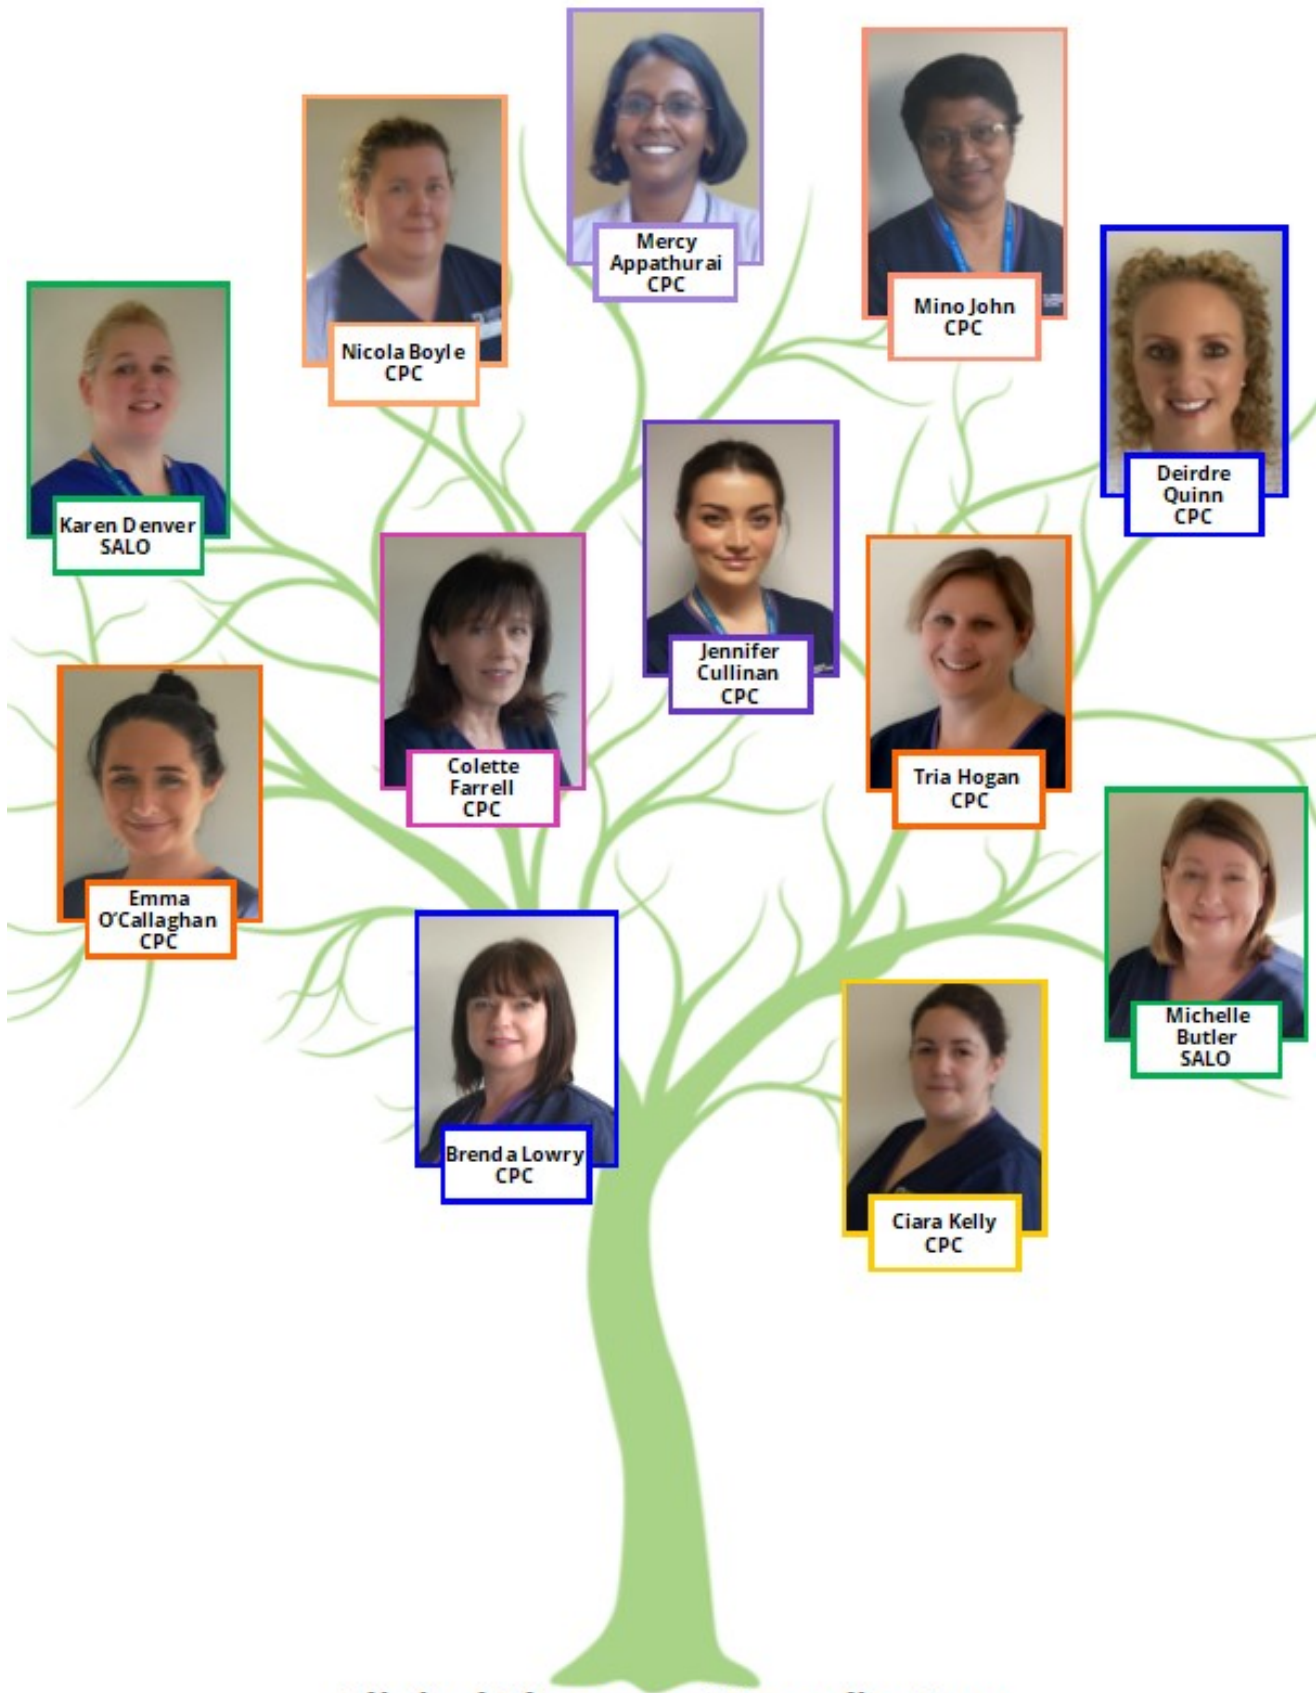 Mercy
Appathurai
CPC
Mino John
CPC
Nicola Boyle
CPC
Deirdre
Quinn
CPC
Karen Denver
SALO
Jennifer
Cullinan
CPC
Colette
Farrell
CPC
Tria Hogan
CPC
Emma
O'Callaghan
CPC
Michelle
Butler
SALO
Brenda Lowry
CPC
Ciara Kelly
CPC